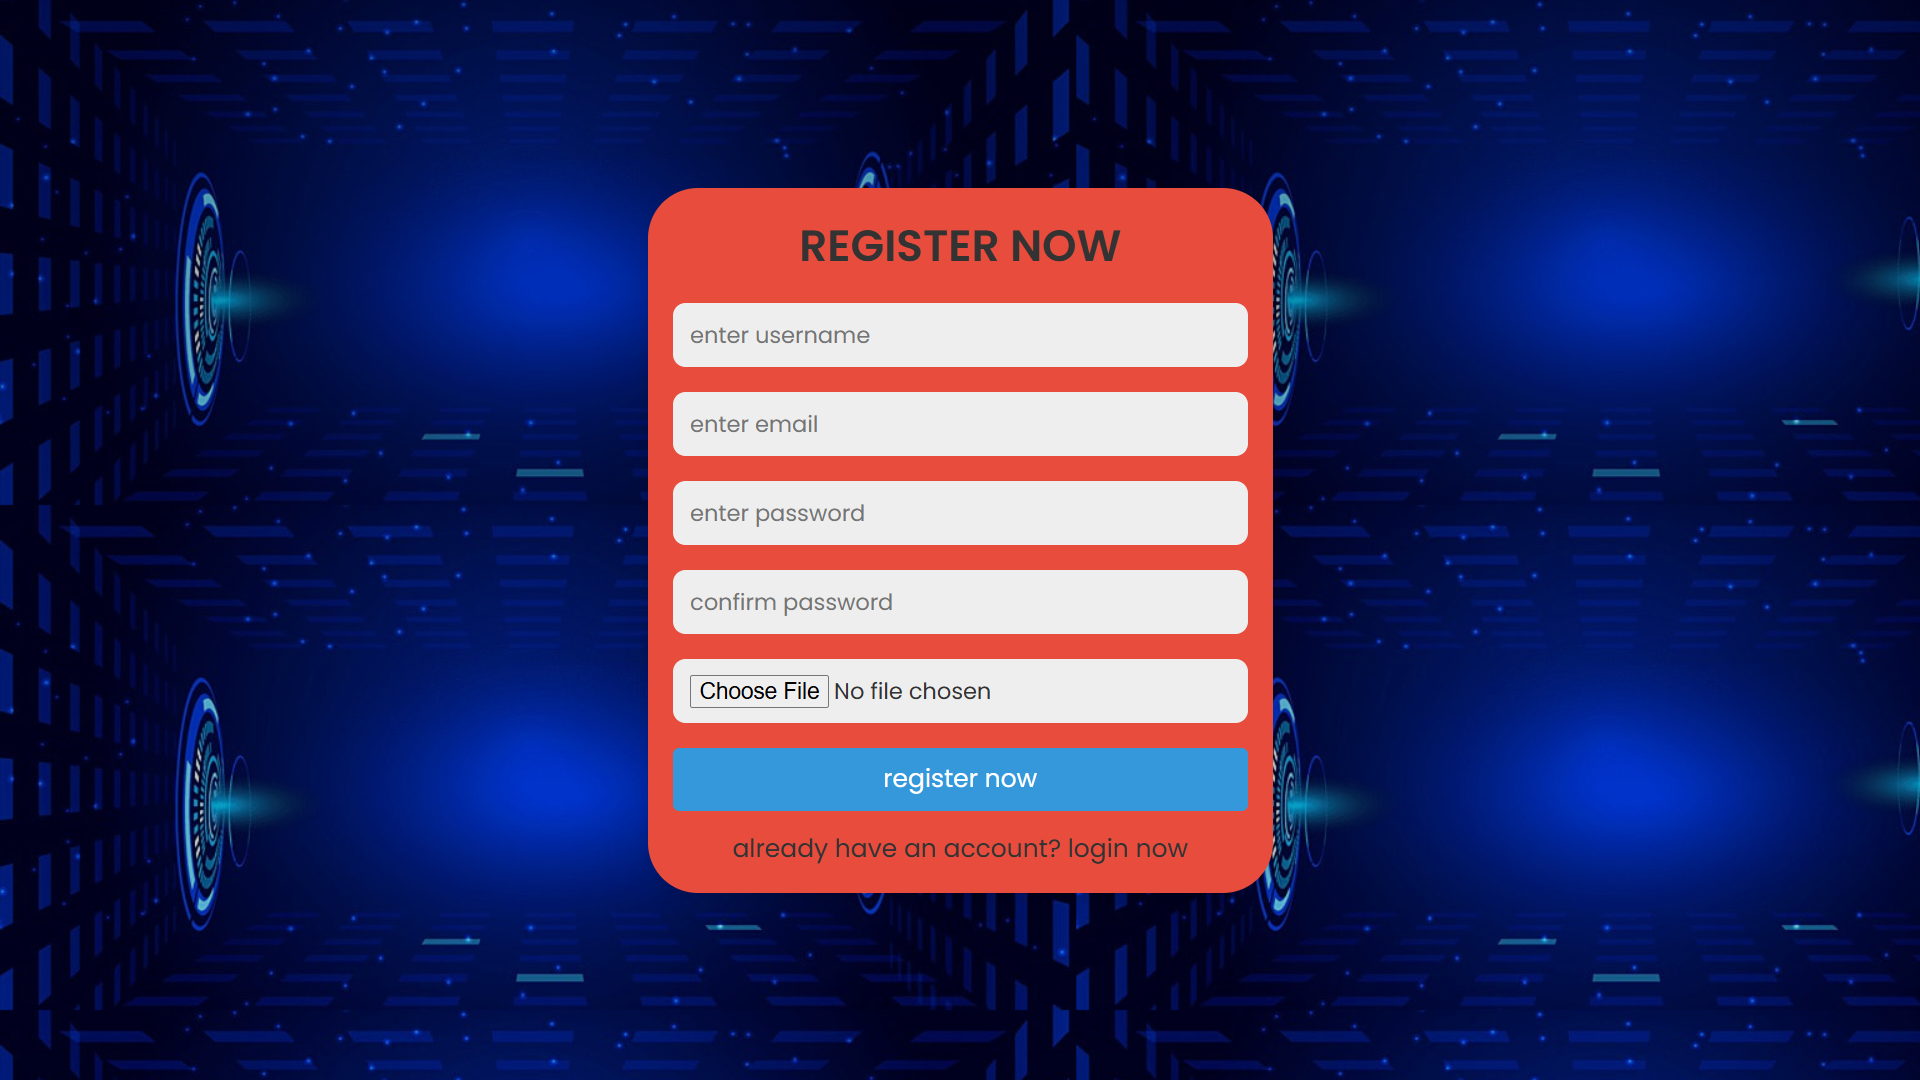 REGISTER NOW
enter username
enter email
enter password
confirm password
Choose File No file chosen
register now
already have an account? login now